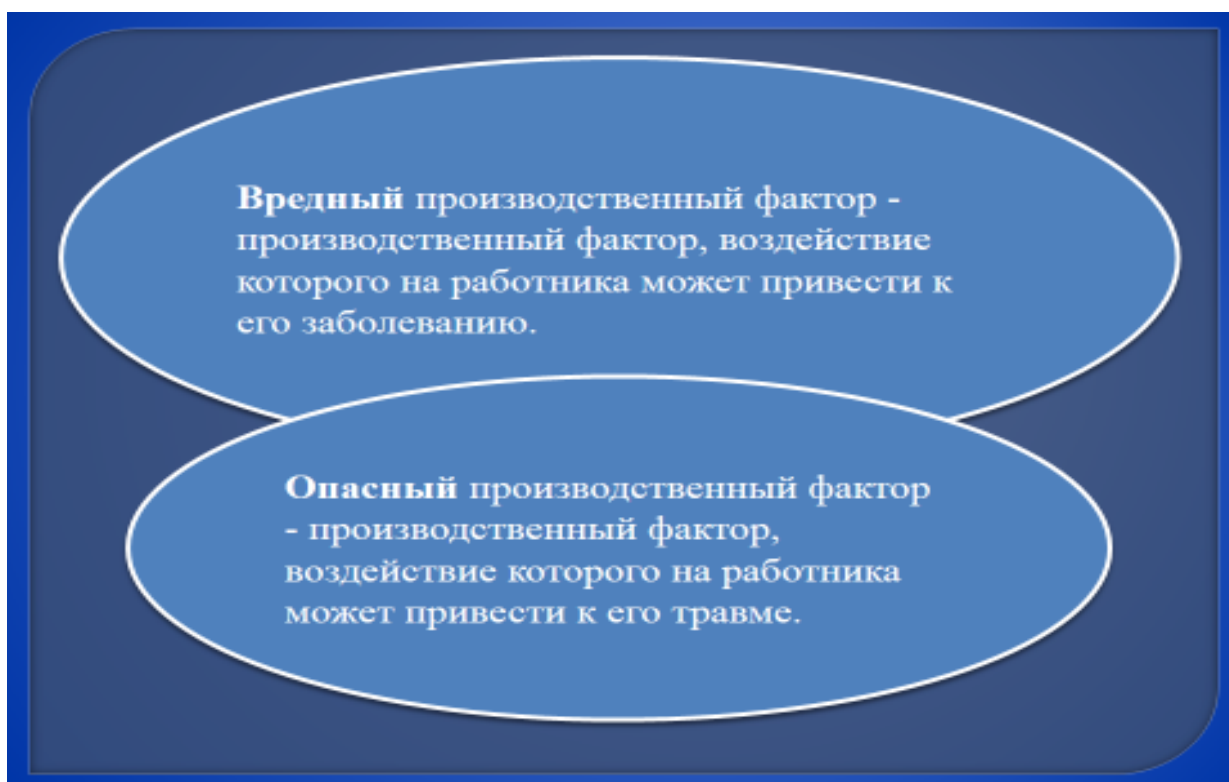 Вредный производственный фактор -
производственный фактор, воздействие
которого на работника может привести к
его заболеванию.
Опасный производственный фактор
- производственный фактор,
воздействие которого на работника
может привести к его травме.